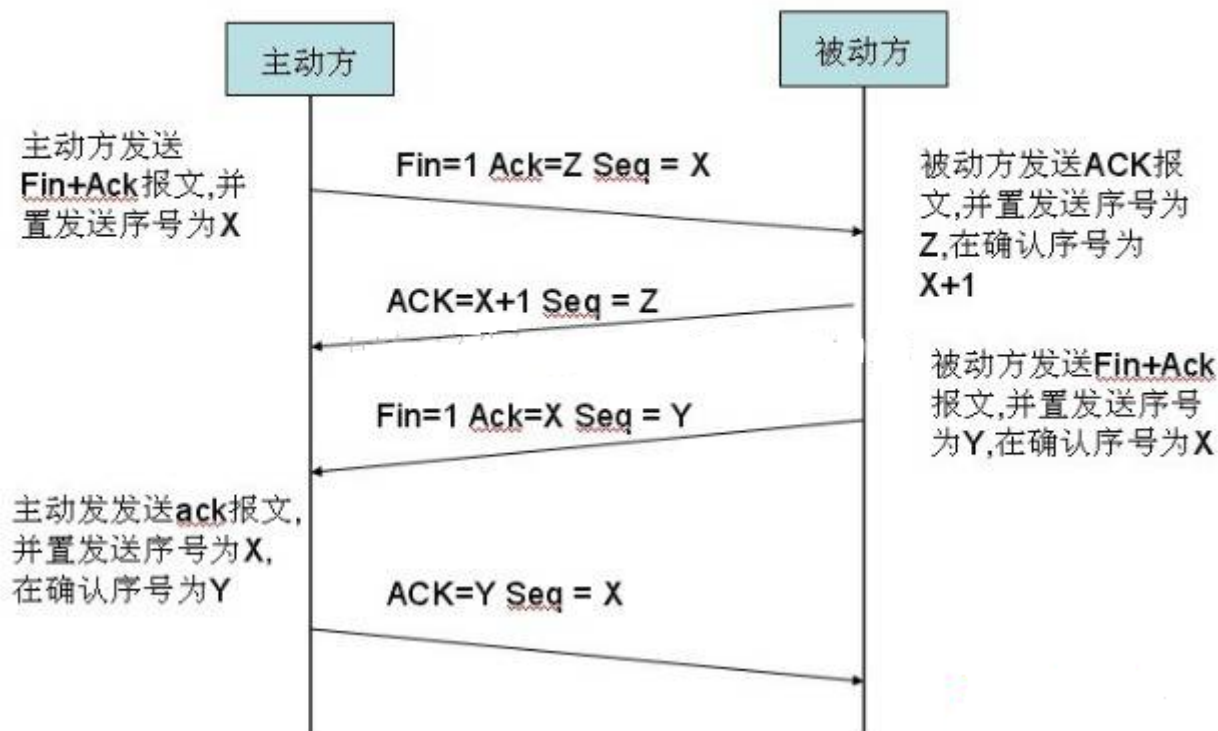 主动方
被动方
主动方发送
Fin+Ack报文,并
置发送序号为X
Fin=1 Ack=Z Seq = X
被动方发送ACK报
文,并置发送序号为
Z,在确认序号为
X+1
ACK=X+1 Seq = Z
被动方发送Fin+Ack
报文,并置发送序号
为Y,在确认序号为X
Fin=1 Ack=X Seq = Y
主动发发送ack报文,
并置发送序号为X,
在确认序号为Y
ACK=Y Seq = X